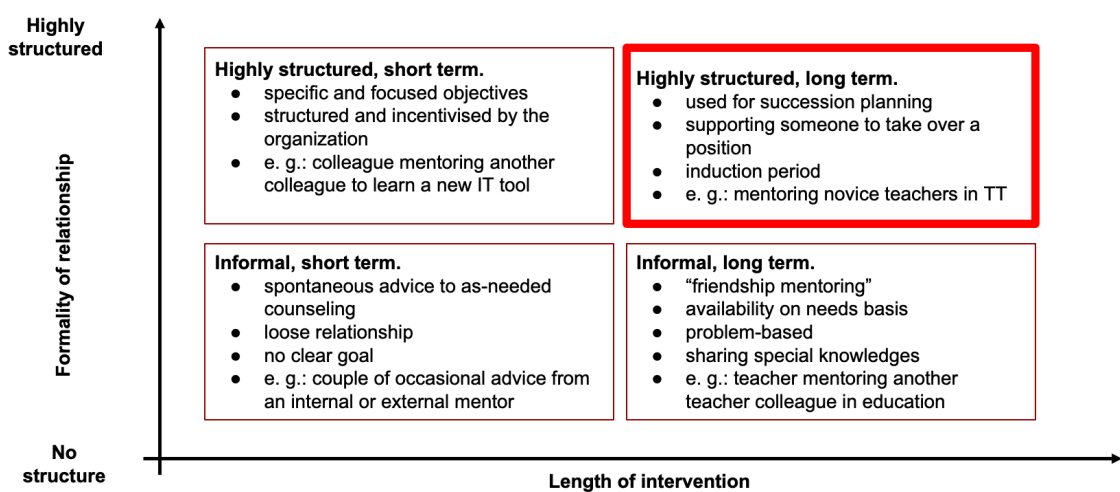 Highly
structured
Formality of relationship
No
structure
Highly structured, short term.
● specific and focused objectives
● structured and incentivised by the
organization
● e. g.: colleague mentoring another
colleague to learn a new IT tool
Highly structured, long term.
● used for succession planning
● supporting someone to take over a
position
● induction period
● e. g.: mentoring novice teachers in TT
Informal, short term.
● spontaneous advice to as-needed
counseling
● loose relationship
● no clear goal
● e. g.: couple of occasional advice from
an internal or external mentor
Informal, long term.
● “friendship mentoring”
● availability on needs basis
● problem-based
● sharing special knowledges
● e. g.: teacher mentoring another
teacher colleague in education
Length of intervention